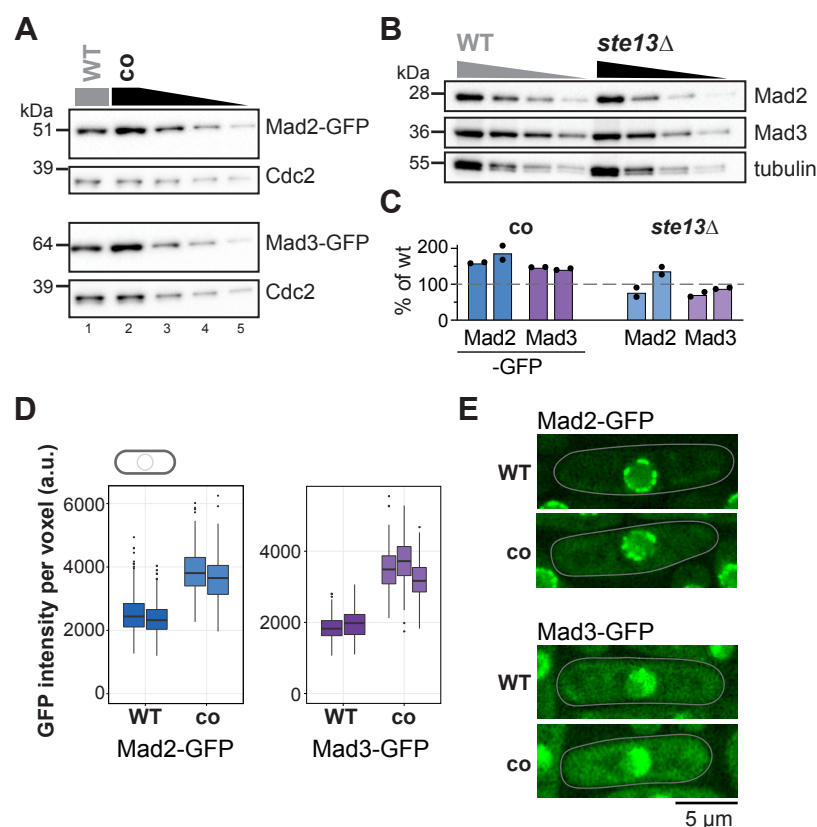 A
WT
co
kDa
51
Mad2-GFP
39
Cdc2
64
Mad3-GFP
39
Cdc2
1 2 3 4 5
B
WT ste13Δ
kDa
28
Mad2
36
Mad3
55
tubulin
C
co ste13Δ
% of wt
200
100
0
Mad2 Mad3 Mad2 Mad3
-GFP
D
GFP intensity per voxel (a.u.)
6000
4000
2000
0
WT co
Mad2-GFP
4000
2000
0
WT co
Mad3-GFP
E
Mad2-GFP
WT
co
Mad3-GFP
WT
co
5 µm